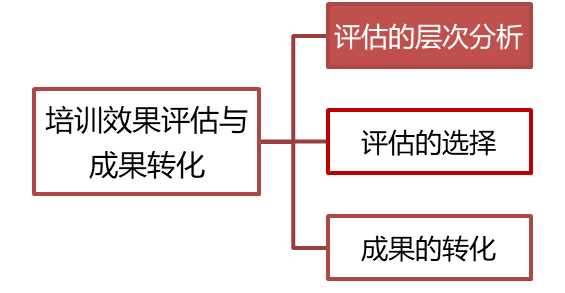 培训效果评估与
成果转化
评估的层次分析
评估的选择
成果的转化